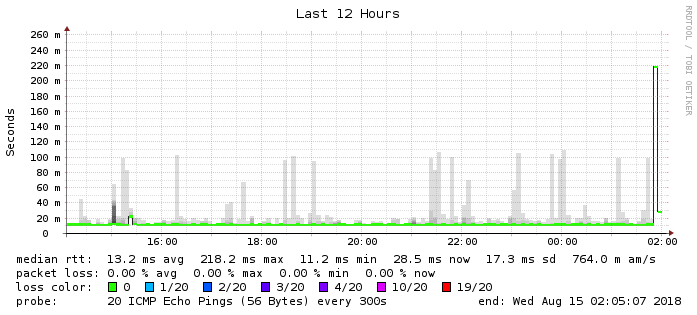 Last 12 Hours
RRDTOOL / TOBI OETIKER
Seconds
260 m
240 m
220 m
200 m
180 m
160 m
140 m
120 m
100 m
80 m
60 m
40 m
20 m
0
16:00 18:00 20:00 22:00 00:00 02:00
median rtt: 13.2 ms avg 218.2 ms max 11.2 ms min 28.5 ms now 17.3 ms sd 764.0 m am/s
packet loss: 0.00 % avg 0.00 % max 0.00 % min 0.00 % now
loss color: 0 1/20 2/20 3/20 4/20 10/20 19/20
probe: 20 ICMP Echo Pings (56 Bytes) every 300s end: Wed Aug 15 02:05:07 2018